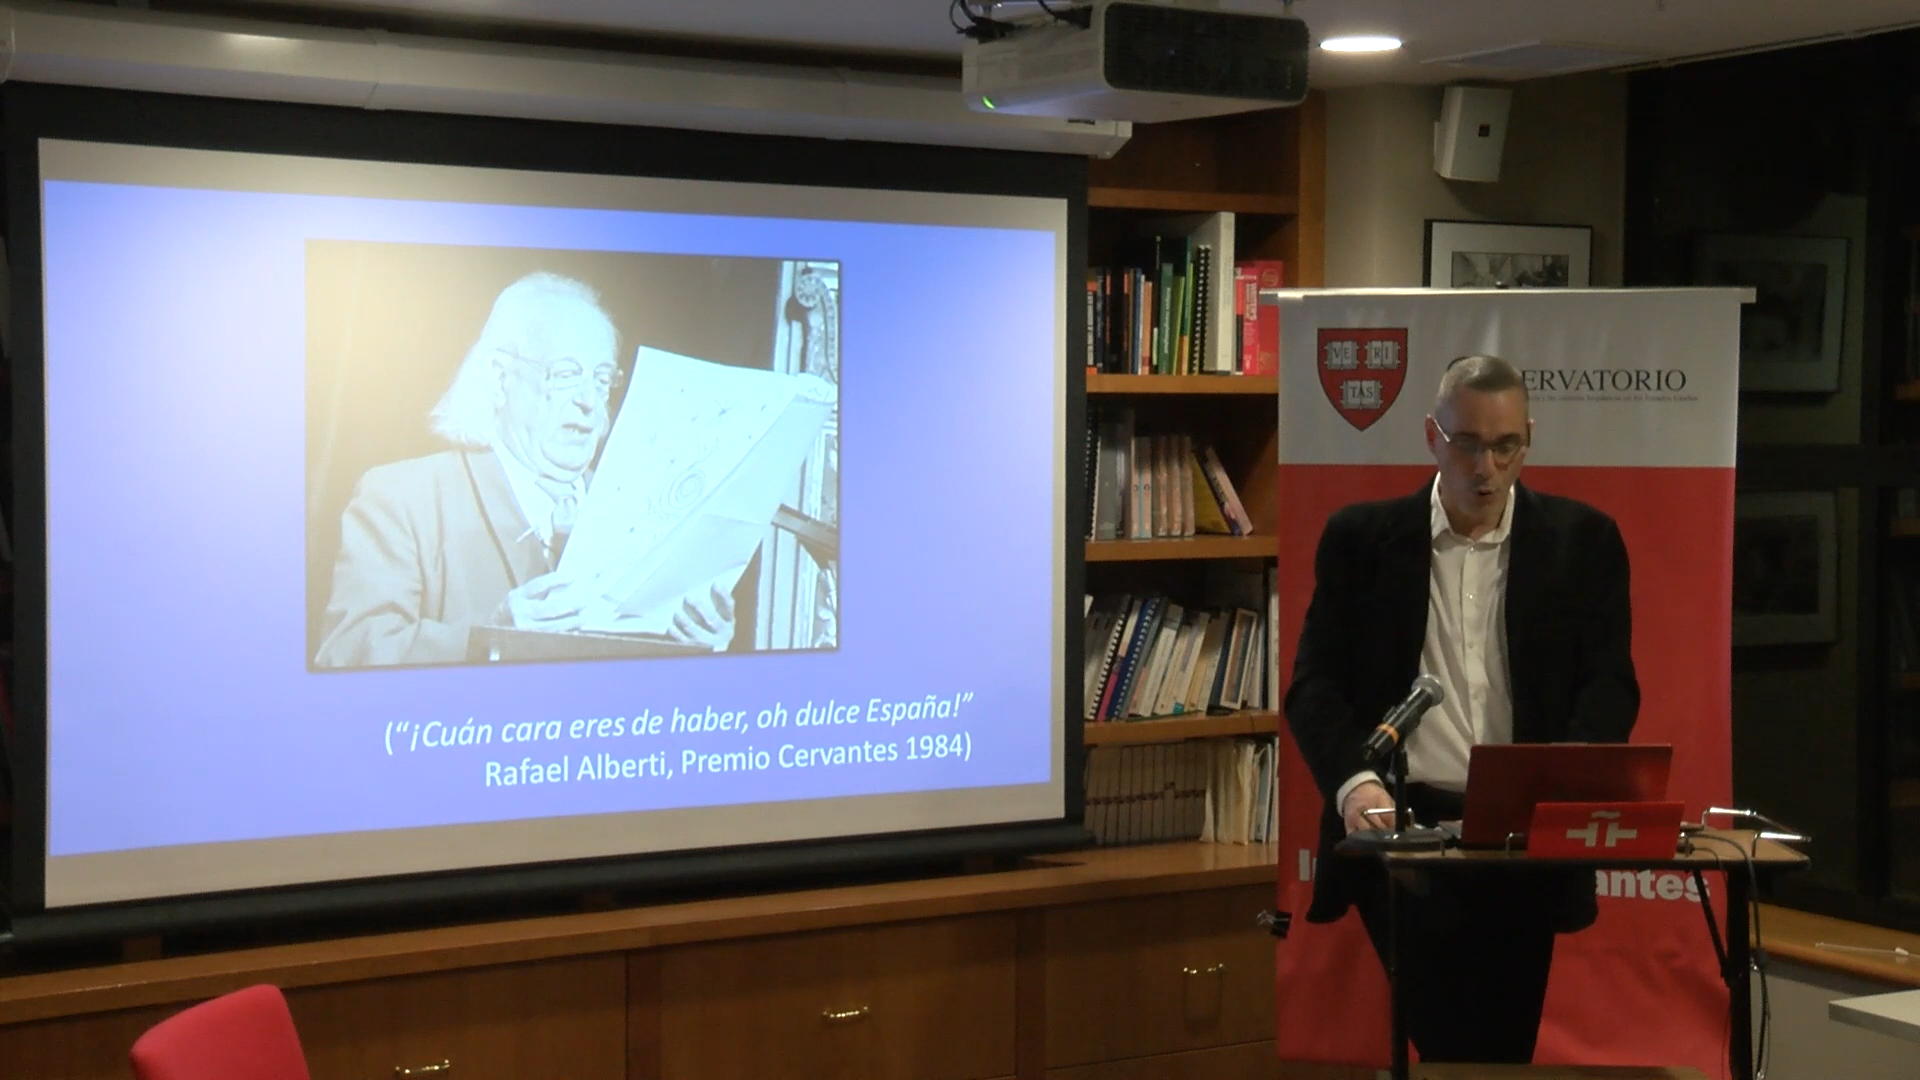 (“¡Cuán cara eres de haber, oh dulce España!”
Rafael Alberti, Premio Cervantes 1984)
VE RI
TAS
ERVATORIO
antes